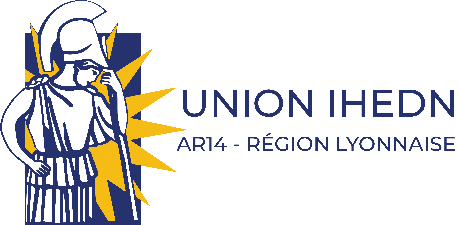 UNION IHEDN
AR14 - RÉGION LYONNAISE